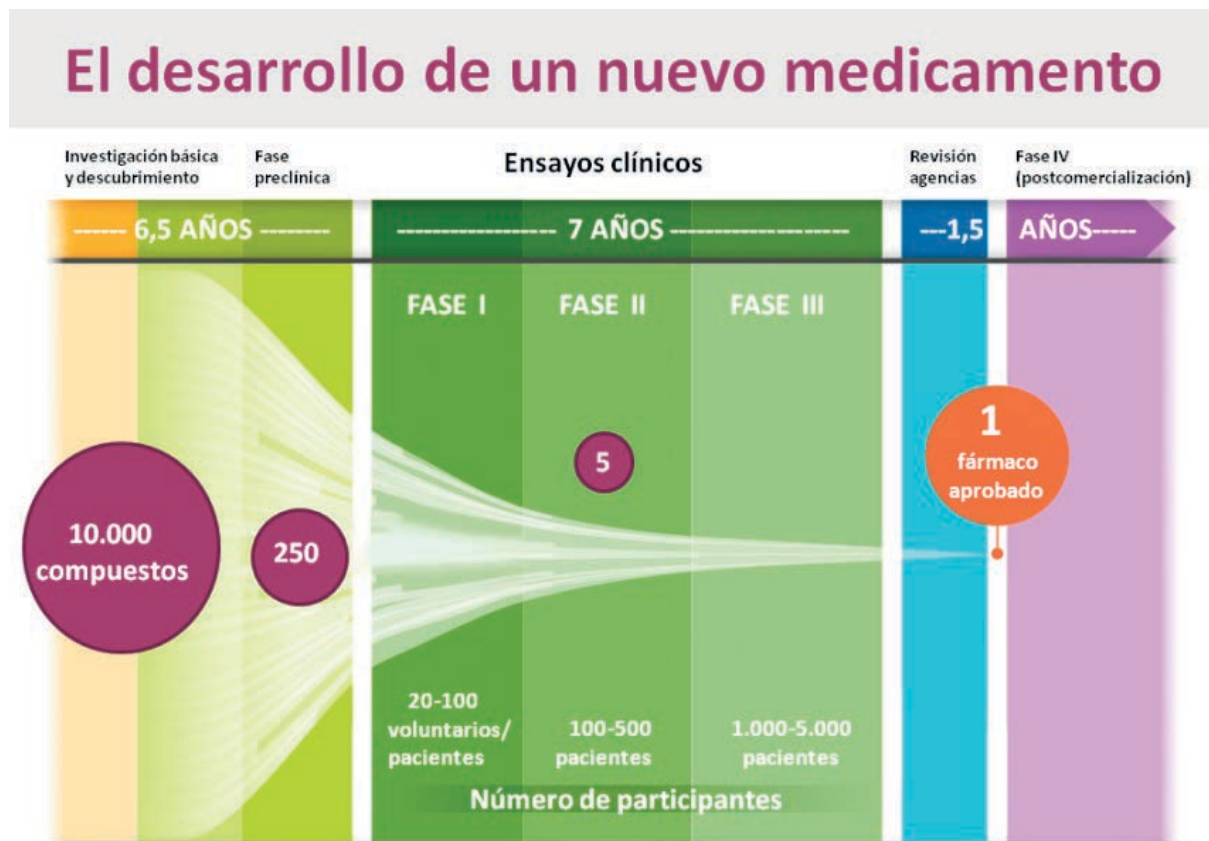 El desarrollo de un nuevo medicamento
Investigación básica
y descubrimiento
Fase
preclínica
Ensayos clínicos
Revisión
agencias
Fase IV
(postcomercialización)
------ 6,5 AÑOS --------
------------------ 7 AÑOS --------------------
---1,5 AÑOS-----
FASE I
FASE II
FASE III
10.000
compuestos
250
5
1
fármaco
aprobado
20-100
voluntarios/
pacientes
100-500
pacientes
1.000-5.000
pacientes
Número de participantes